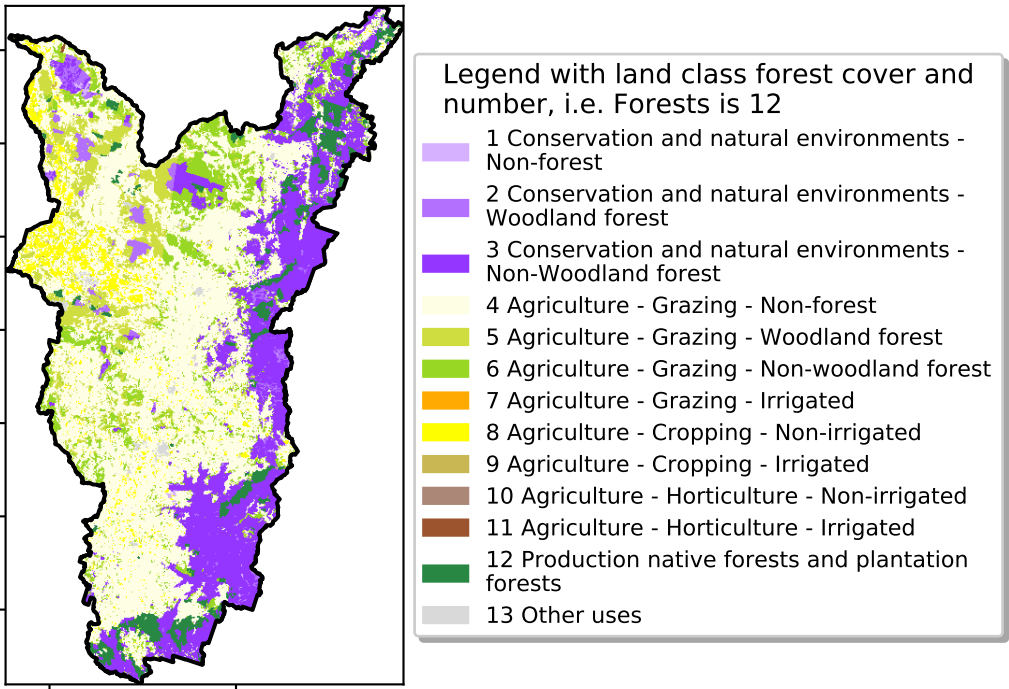 Legend with land class forest cover and
number, i.e. Forests is 12
1 Conservation and natural environments -
Non-forest
2 Conservation and natural environments -
Woodland forest
3 Conservation and natural environments -
Non-Woodland forest
4 Agriculture - Grazing - Non-forest
5 Agriculture - Grazing - Woodland forest
6 Agriculture - Grazing - Non-woodland forest
7 Agriculture - Grazing - Irrigated
8 Agriculture - Cropping - Non-irrigated
9 Agriculture - Cropping - Irrigated
10 Agriculture - Horticulture - Non-irrigated
11 Agriculture - Horticulture - Irrigated
12 Production native forests and plantation
forests
13 Other uses